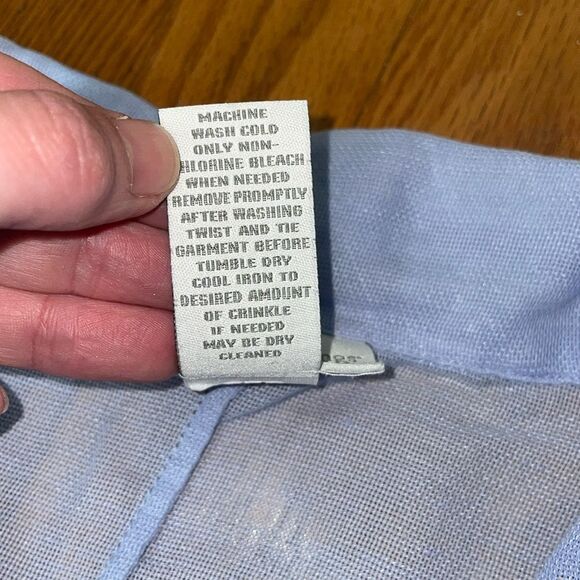 MACHINE
WASH COLD
ONLY NON-
CHLORINE BLEACH
WHEN NEEDED
REMOVE PROMPTLY
AFTER WASHING
TWIST AND TIE
GARMENT BEFORE
TUMBLE DRY
COOL IRON TO
DESIRED AMOUNT
OF CRINKLE
IF NEEDED
MAY BE DRY
CLEANED